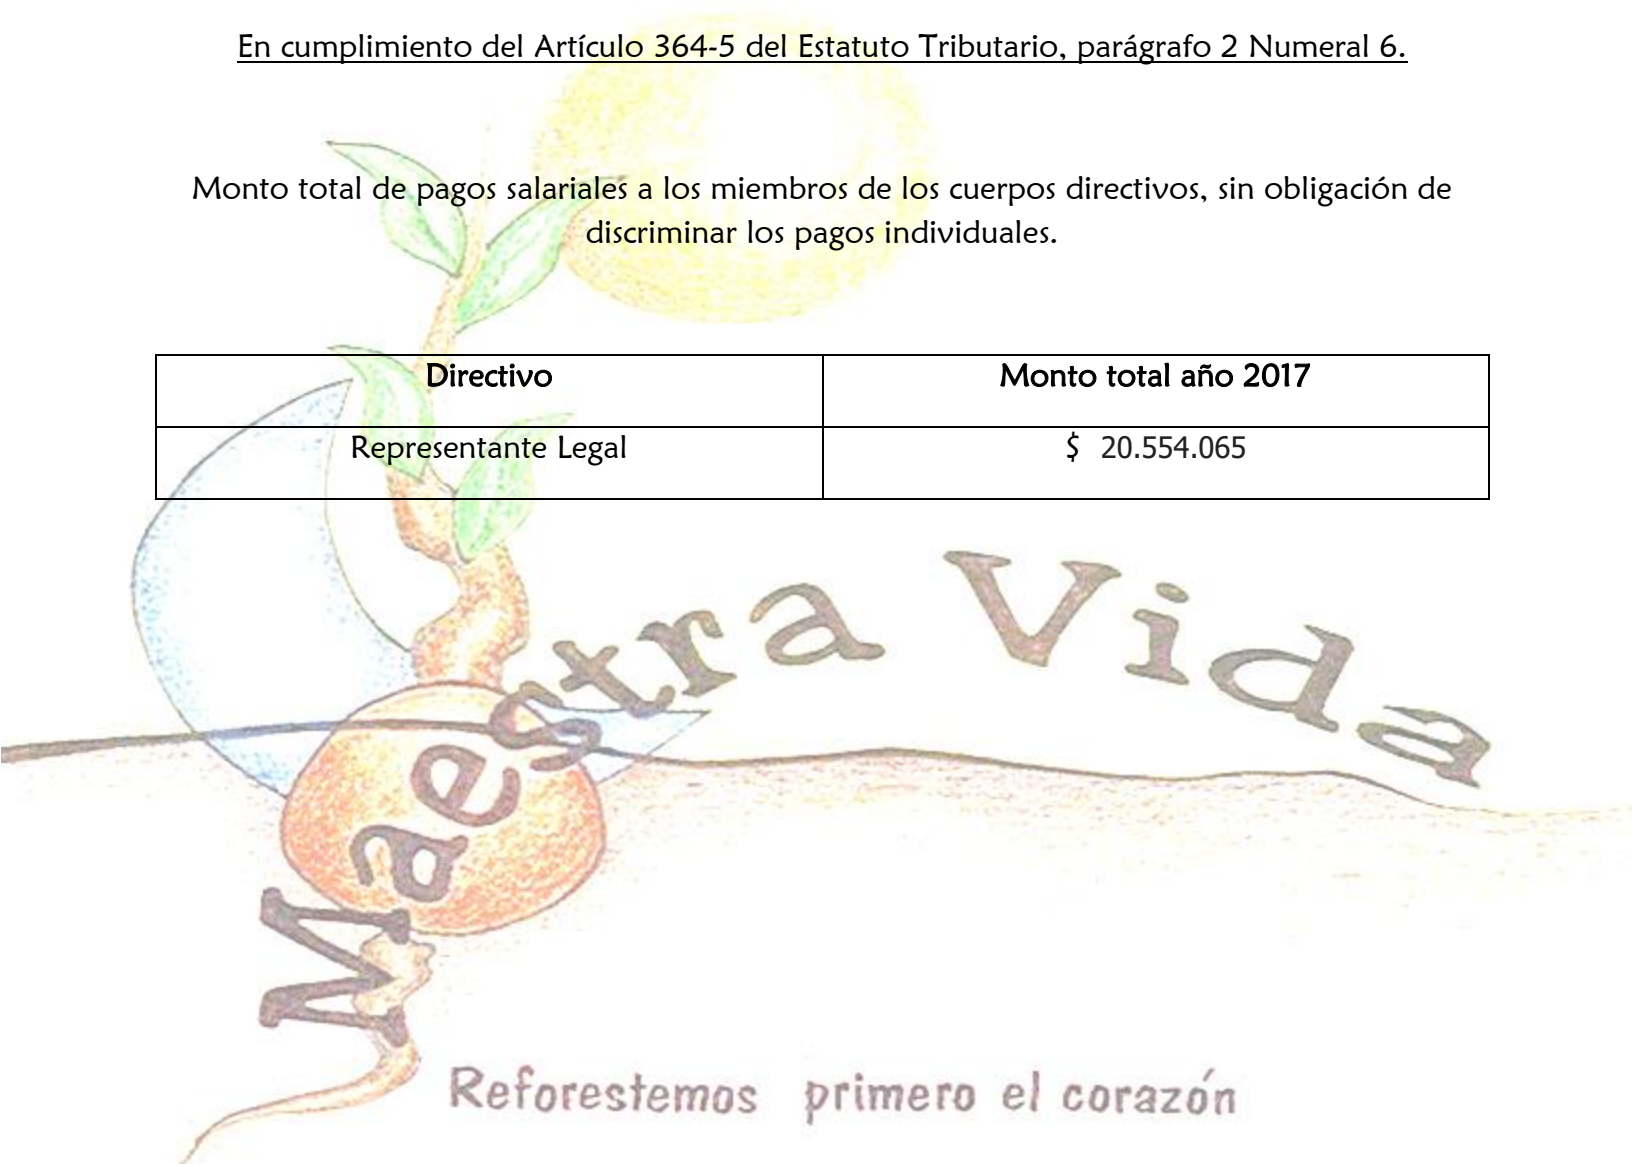 En cumplimiento del Artículo 364-5 del Estatuto Tributario, parágrafo 2 Numeral 6.
Monto total de pagos salariales a los miembros de los cuerpos directivos, sin obligación de
discriminar los pagos individuales.
Directivo Monto total año 2017
Representante Legal $ 20.554.065
Maestra Vida
Reforestemos primero el corazón